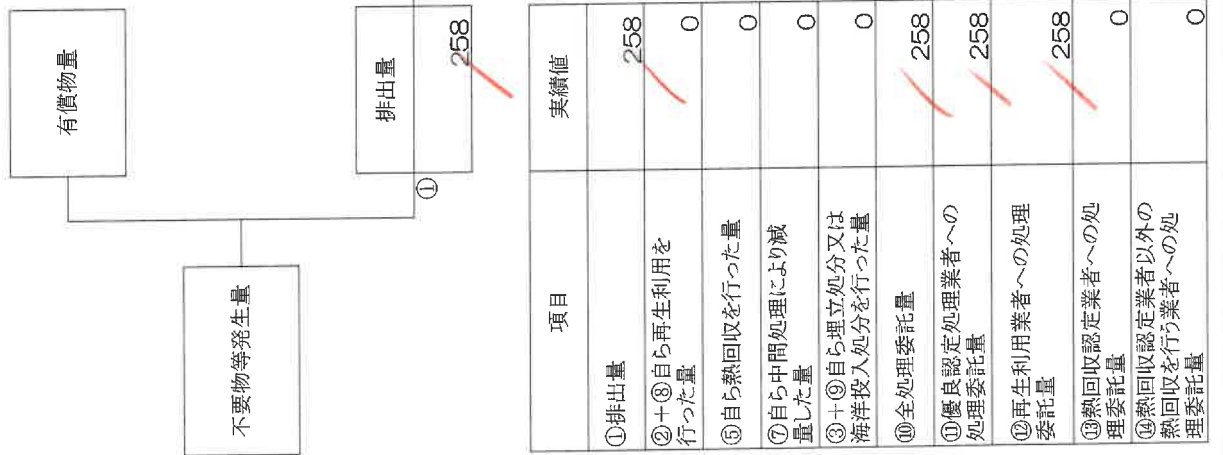 有償物量
不要物等発生量
排出量
①
258
項目
実績値
①排出量
258
②+⑧自ら再生利用を
行った量
0
⑤自ら熱回収を行った量
0
⑦自ら中間処理により減
量した量
0
③+⑨自ら埋立処分又は
海洋投入処分を行った量
0
⑩全処理委託量
258
⑪優良認定処理業者への
処理委託量
258
⑫再生利用業者への処理
委託量
258
⑬熱回収認定業者への処
理委託量
0
⑭熱回収認定業者以外の
熱回収を行う業者への処
理委託量
0